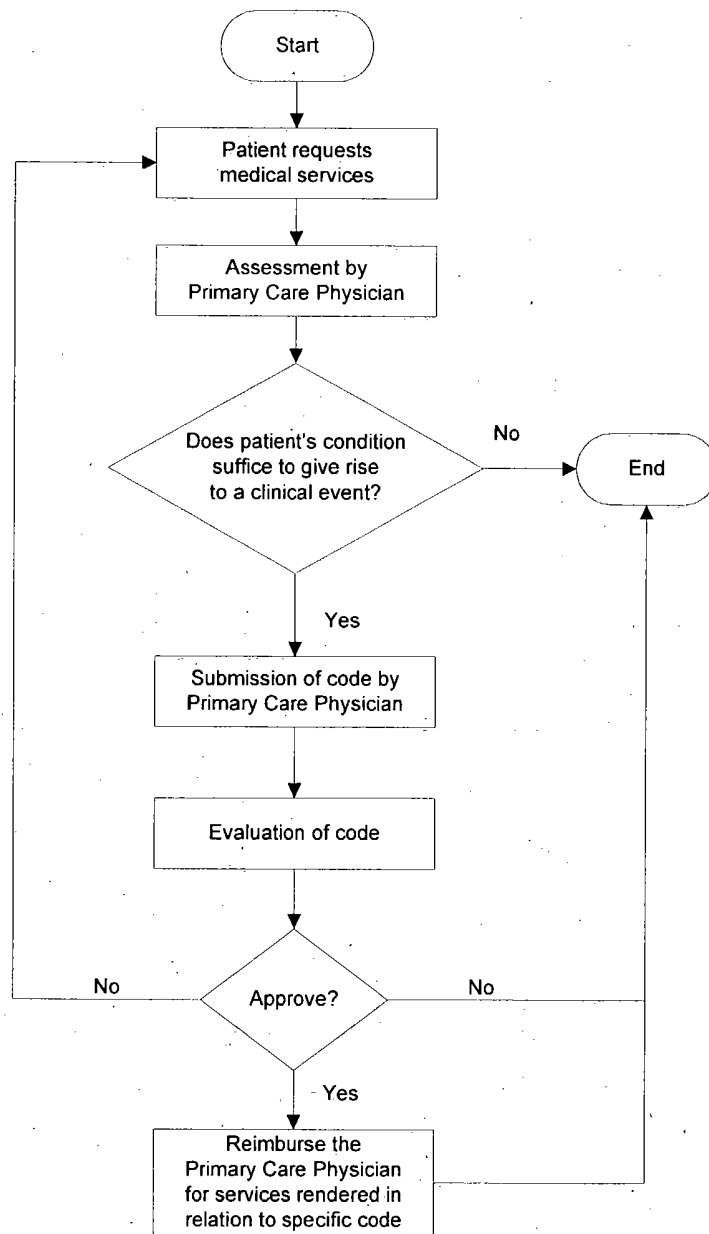 Start
Patient requests
medical services
Assessment by
Primary Care Physician
Does patient's condition
suffice to give rise
to a clinical event?
No
End
Yes
Submission of code by
Primary Care Physician
Evaluation of code
No
Approve?
No
Yes
Reimburse the
Primary Care Physician
for services rendered in
relation to specific code